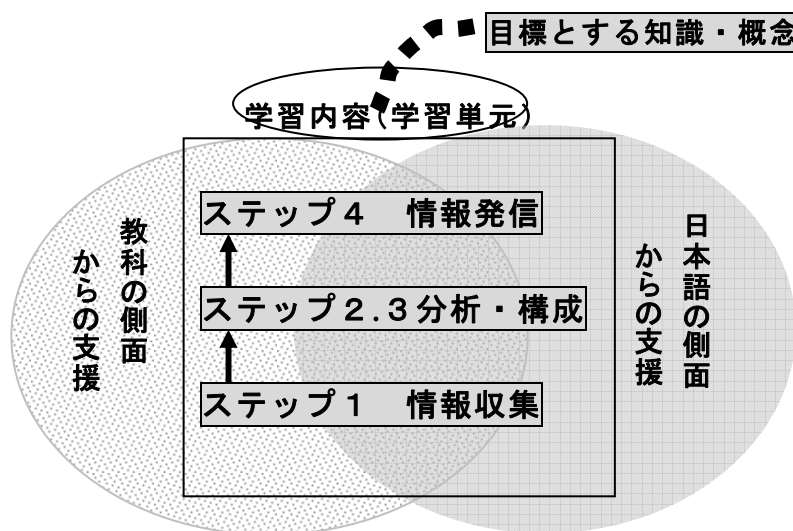 目標とする知識・概念
学習内容(学習単元)
ステップ４　情報発信
ステップ２.３分析・構成
ステップ１　情報収集
教科の側面
からの支援
日本語の側面
からの支援